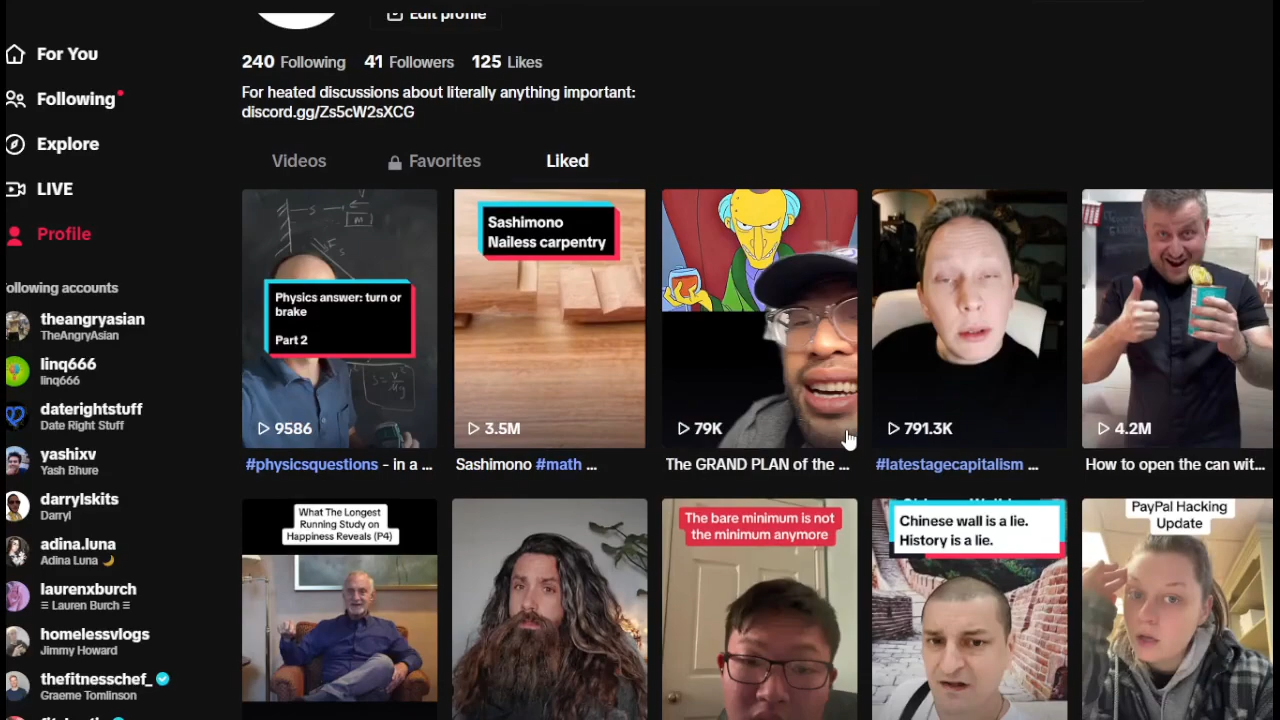 Edit profile
For You
240 Following 41 Followers 125 Likes
For heated discussions about literally anything important:
discord.gg/Zs5cW2sXCG
Following
Explore
LIVE
Profile
Videos Favorites Liked
ollowing accounts
theangryasian
TheAngryAsian
linq666
linq666
daterightstuff
Date Right Stuff
yashixv
Yash Bhure
darrylskits
Darryl
adina.luna
Adina Luna 🌙
laurenxburch
☰ Lauren Burch ☰
homelessvlogs
Jimmy Howard
thefitnesschef_
Graeme Tomlinson
Physics answer: turn or
brake
Part 2
9586
#physicsquestions - in a ...
Sashimono
Nailess carpentry
3.5M
Sashimono #math ...
79K
The GRAND PLAN of the ...
791.3K
#latestagecapitalism ...
4.2M
How to open the can wit...
What The Longest
Running Study on
Happiness Reveals (P4)
The bare minimum is not
the minimum anymore
Chinese wall is a lie.
History is a lie.
PayPal Hacking
Update